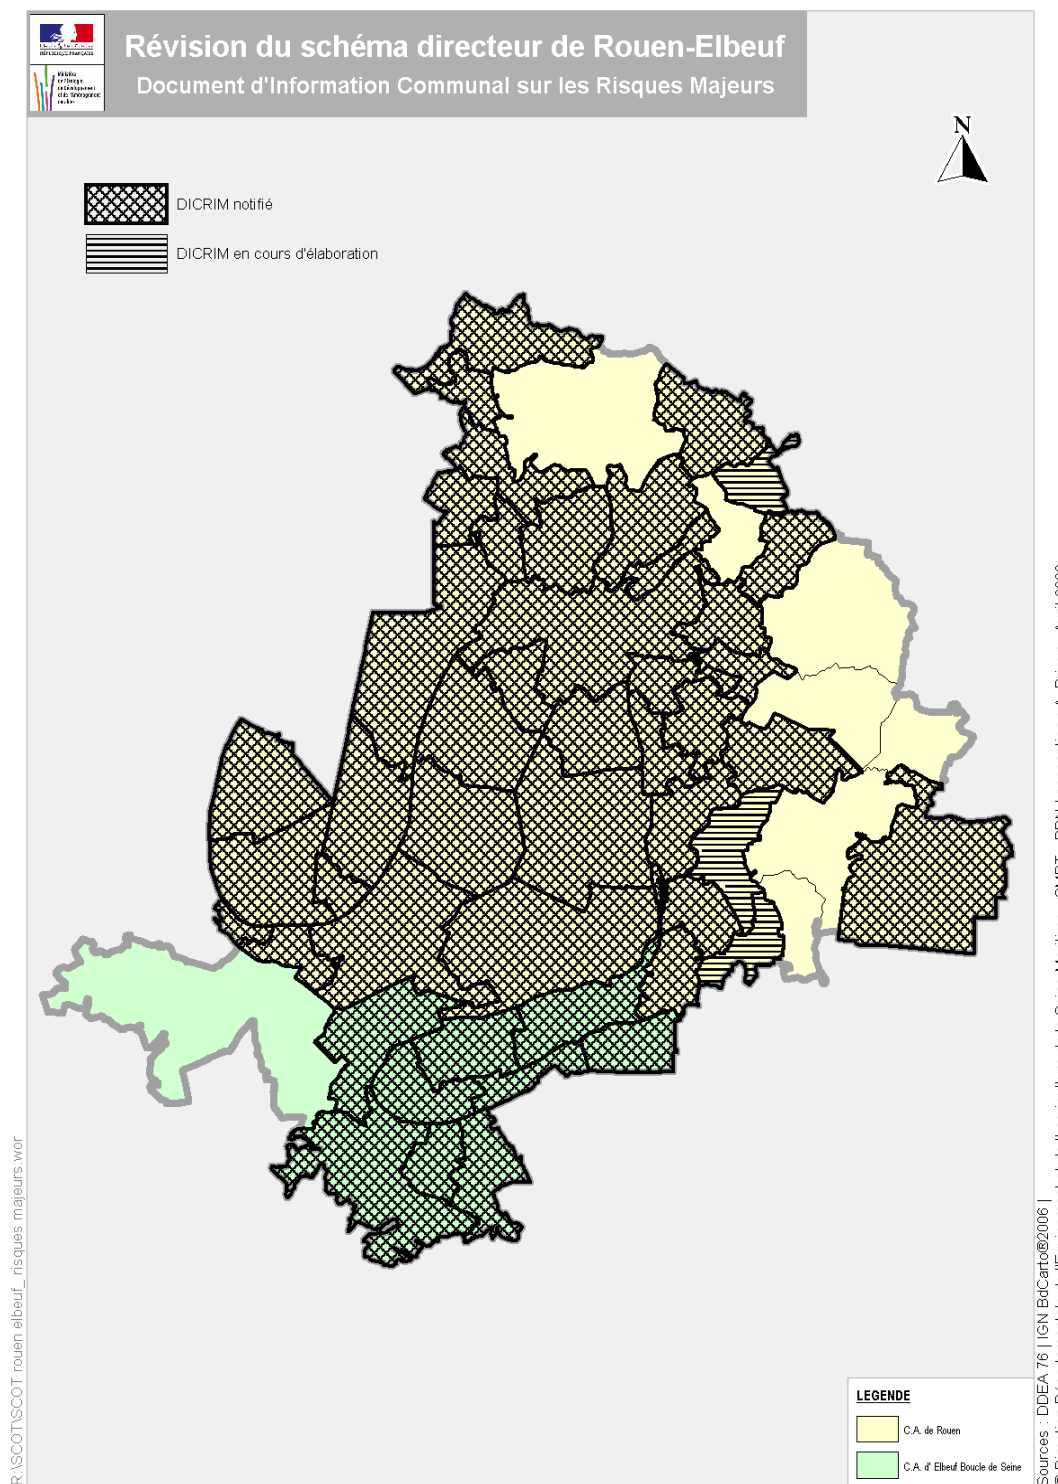 Révision du schéma directeur de Rouen-Elbeuf
Document d'Information Communal sur les Risques Majeurs
RÉPUBLIQUE FRANÇAISE
N
DICRIM notifié
DICRIM en cours d'élaboration
R:\SCOT\SCOT rouen elbeuf_ risques majeurs.wor
Sources : DDEA 76 | IGN BdCarto®2006 |
LEGENDE
C.A. de Rouen
C.A. d' Elbeuf Boucle de Seine